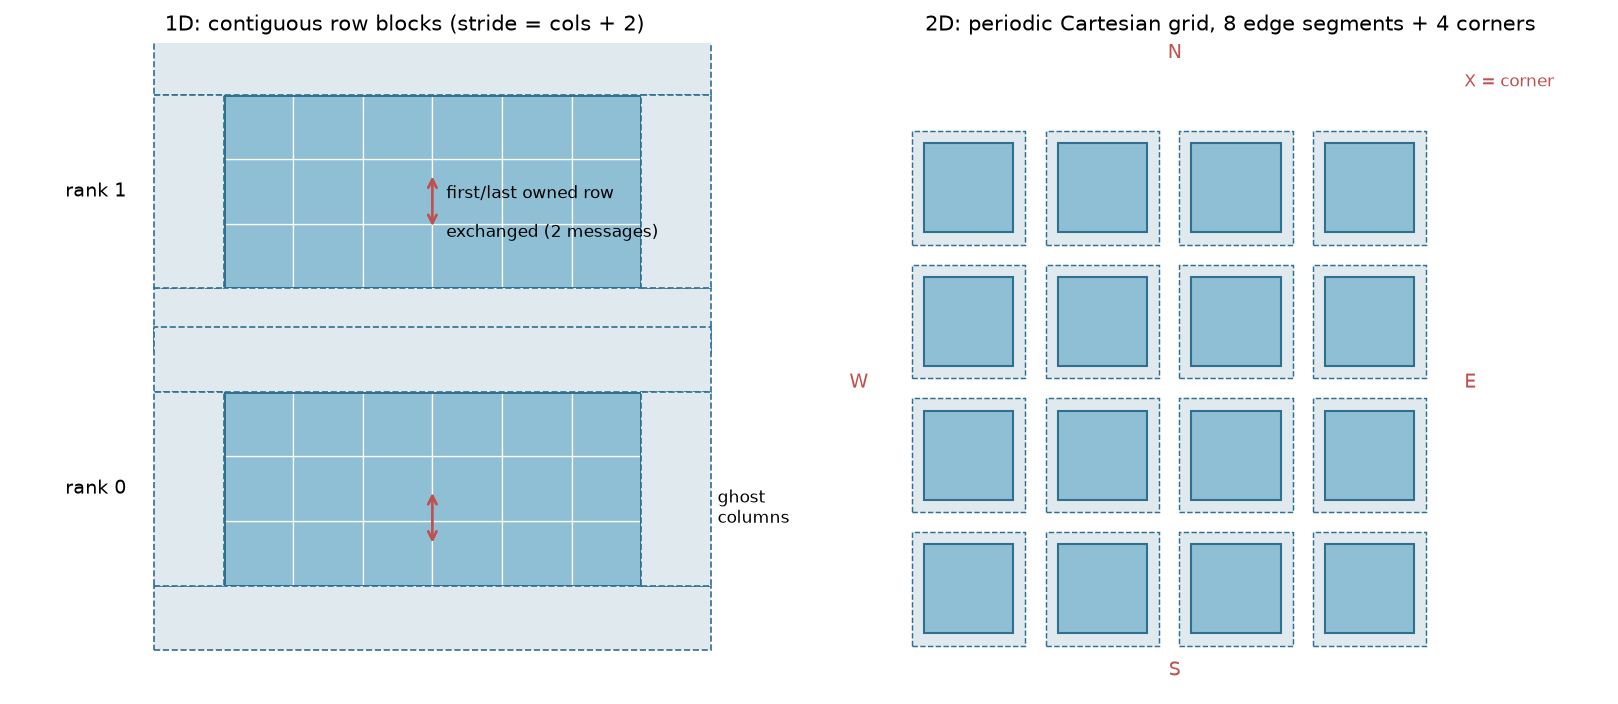 1D: contiguous row blocks (stride = cols + 2)
rank 1
first/last owned row
exchanged (2 messages)
rank 0
ghost
columns
2D: periodic Cartesian grid, 8 edge segments + 4 corners
N
X = corner
W
E
S